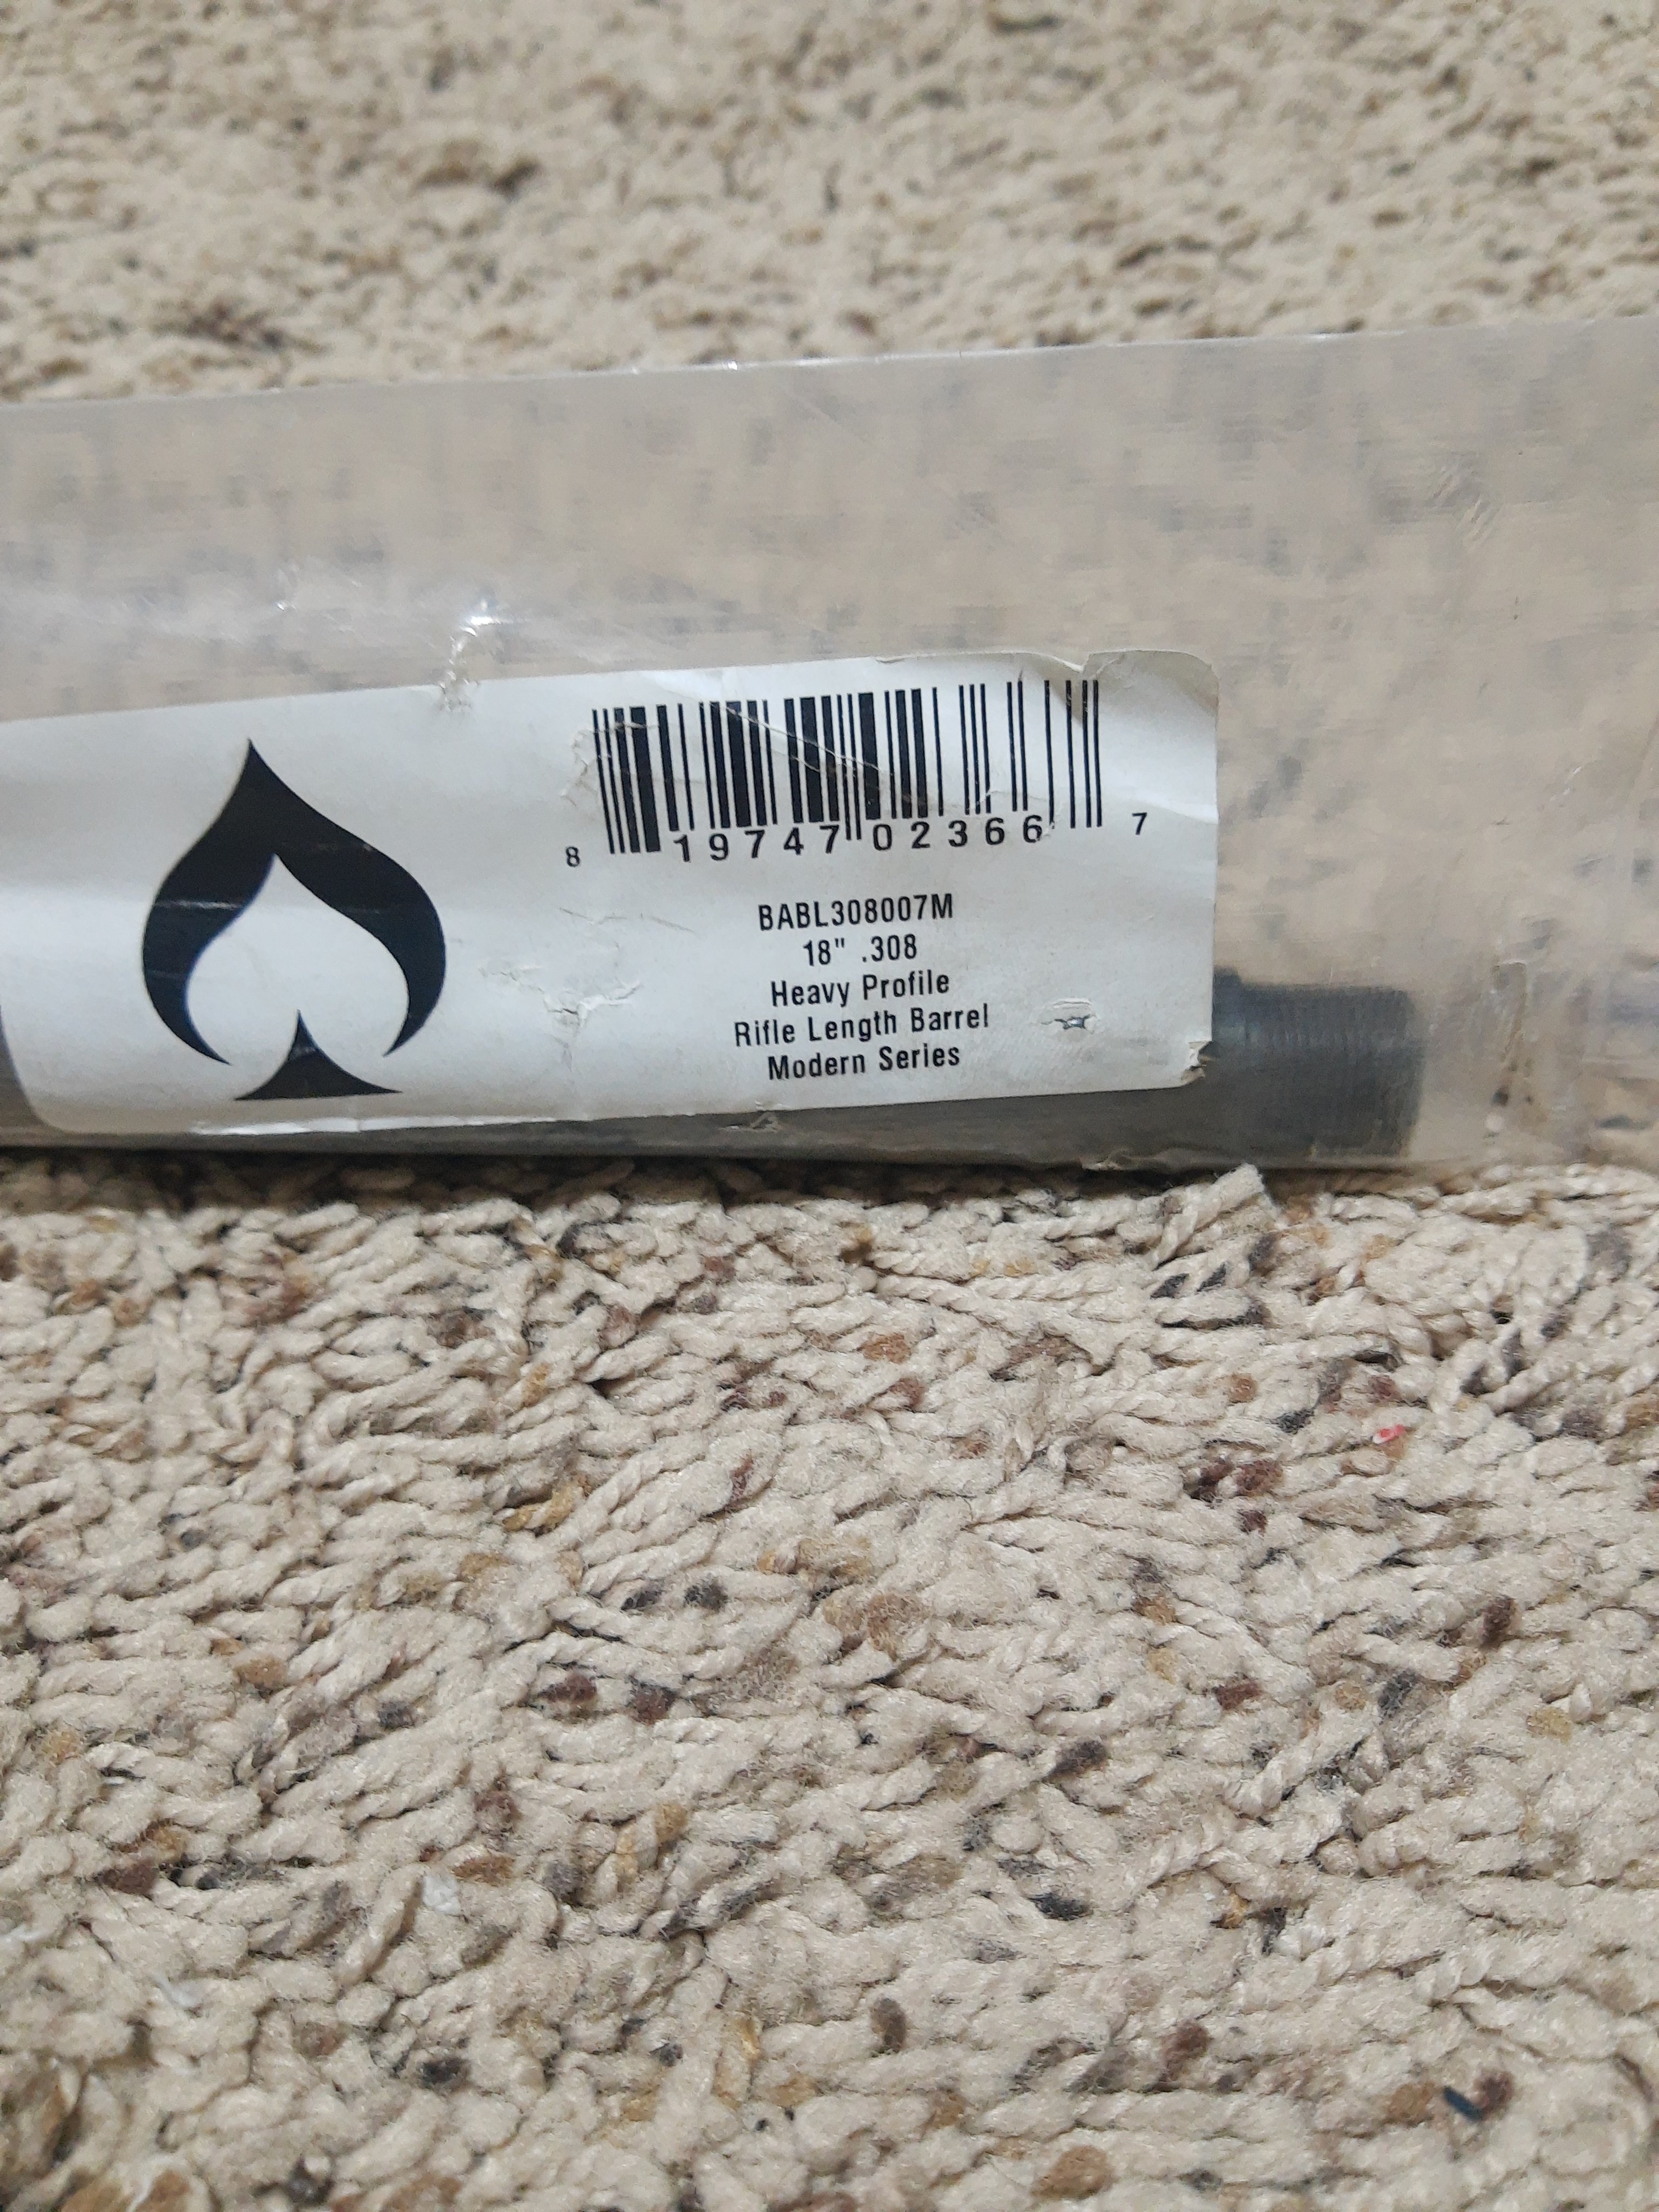 8 19747 02366 7
BABL308007M
18" .308
Heavy Profile
Rifle Length Barrel
Modern Series